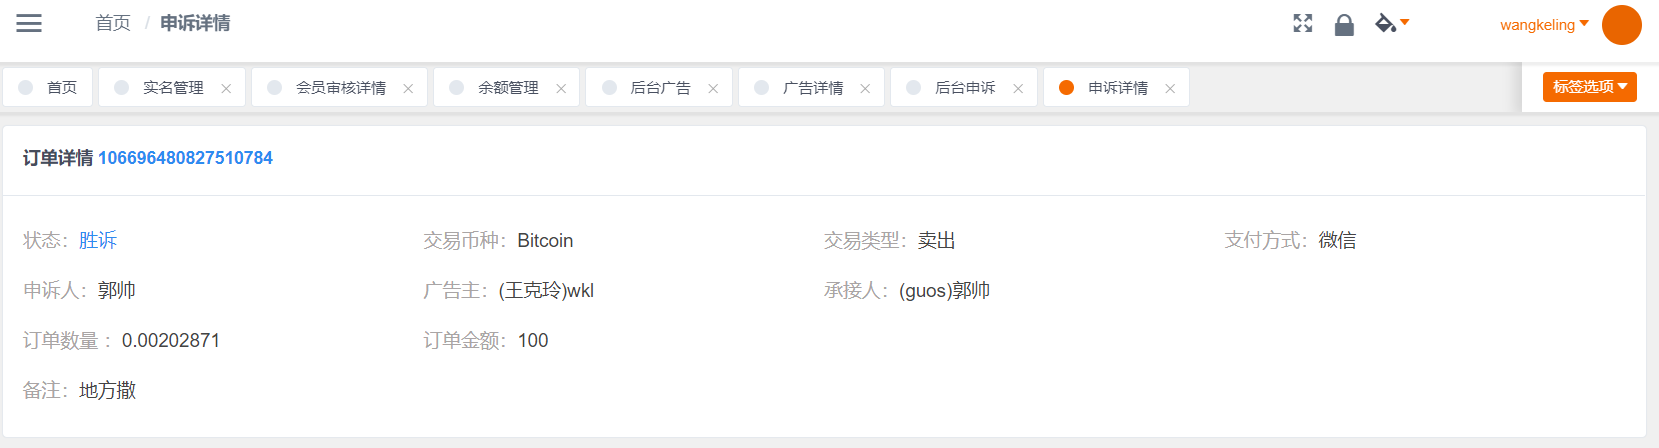 首页 / 申诉详情
wangkeling
首页 实名管理 会员审核详情 余额管理 后台广告 广告详情 后台申诉 申诉详情 标签选项
订单详情 106696480827510784
状态：胜诉 交易币种：Bitcoin 交易类型：卖出 支付方式：微信
申诉人：郭帅 广告主：(王克玲)wkl 承接人：(guos)郭帅
订单数量 ：0.00202871 订单金额：100
备注：地方撒